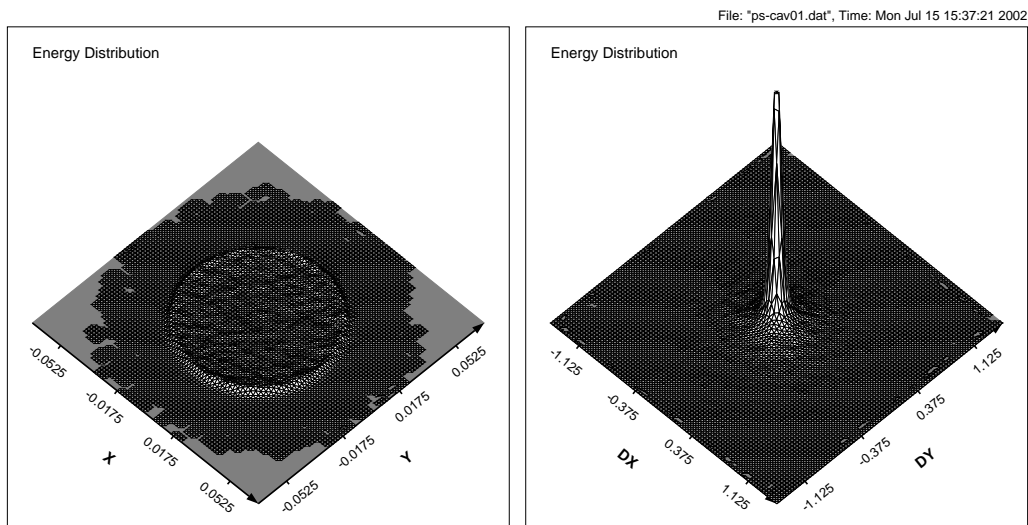 File: "ps-cav01.dat", Time: Mon Jul 15 15:37:21 2002
Energy Distribution
-0.0525
-0.0175
0.0175
0.0525
X
-0.0525
-0.0175
0.0175
0.0525
Y
Energy Distribution
-1.125
-0.375
0.375
1.125
DX
-1.125
-0.375
0.375
1.125
DY